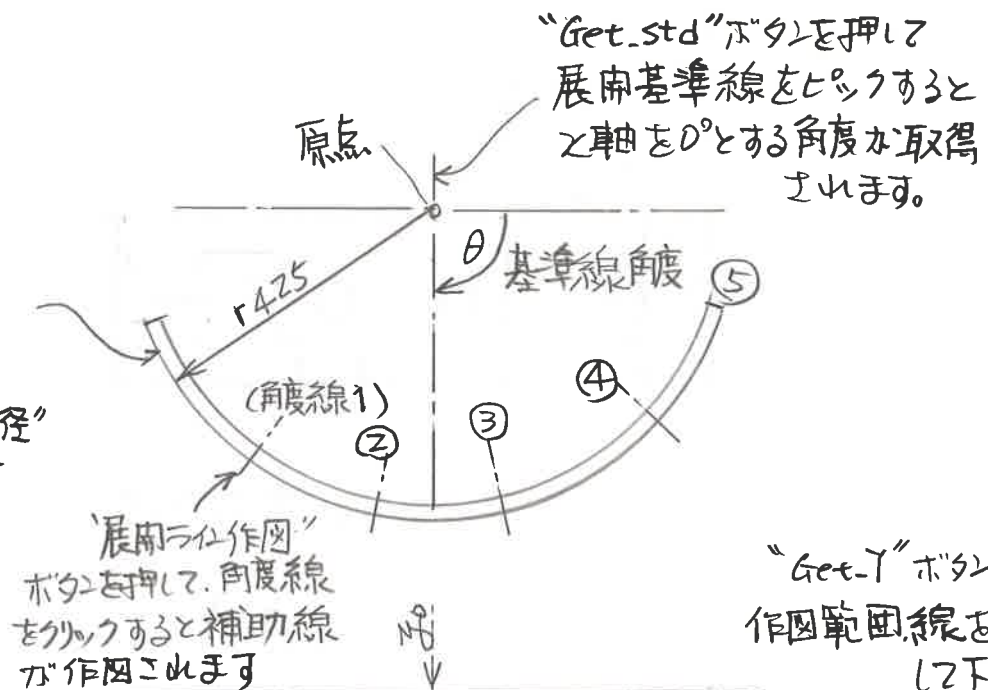 “Get_std”ボタンを押して
展開基準線をピックすると
Z軸を0°とする角度が取得
されます。
原点
θ
基準線角度
r425
(角度線1)
②
③
④
⑤
径”
“展開ライン作図”
ボタンを押して、角度線
をクリックすると補助線
が作図されます
“Get_Y”ボタン
作図範囲線を
して下